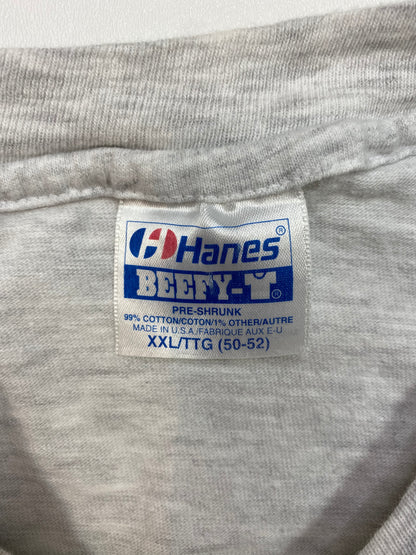 Hanes®
BEEFY-T®
PRE-SHRUNK
99% COTTON/COTON/1% OTHER/AUTRE
MADE IN U.S.A./FABRIQUE AUX E-U
XXL/TTG (50-52)